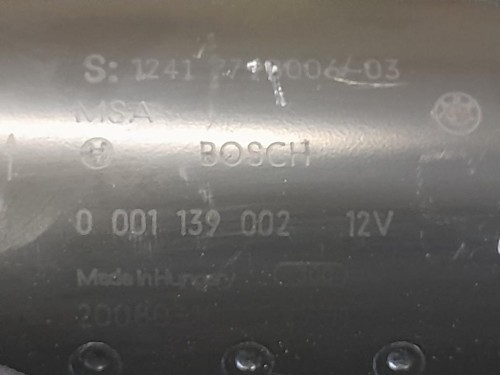 S: 1241
MSA
BOSCH
0 001 139 002 12V
Made in Hungary